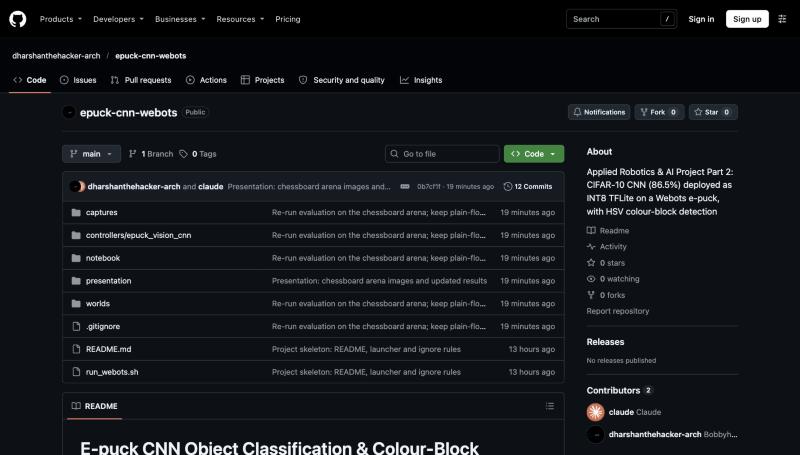 Products Developers Businesses Resources Pricing Search / Sign in Sign up
dharshanthehacker-arch / epuck-cnn-webots
Code Issues Pull requests Actions Projects Security and quality Insights
epuck-cnn-webots Public Notifications Fork 0 Star 0
main 1 Branch 0 Tags Go to file Code
dharshanthehacker-arch and claude Presentation: chessboard arena images and... 0b7cf1f · 19 minutes ago 12 Commits
captures Re-run evaluation on the chessboard arena; keep plain-flo... 19 minutes ago
controllers/epuck_vision_cnn Re-run evaluation on the chessboard arena; keep plain-flo... 19 minutes ago
notebook Re-run evaluation on the chessboard arena; keep plain-flo... 19 minutes ago
presentation Presentation: chessboard arena images and updated results 19 minutes ago
worlds Re-run evaluation on the chessboard arena; keep plain-flo... 19 minutes ago
.gitignore Re-run evaluation on the chessboard arena; keep plain-flo... 19 minutes ago
README.md Project skeleton: README, launcher and ignore rules 13 hours ago
run_webots.sh Project skeleton: README, launcher and ignore rules 13 hours ago
README
E-puck CNN Object Classification & Colour-Block
About
Applied Robotics & AI Project Part 2:
CIFAR-10 CNN (86.5%) deployed as
INT8 TFLite on a Webots e-puck,
with HSV colour-block detection
Readme
Activity
0 stars
0 watching
0 forks
Report repository
Releases
No releases published
Contributors 2
claude Claude
dharshanthehacker-arch Bobbyh...